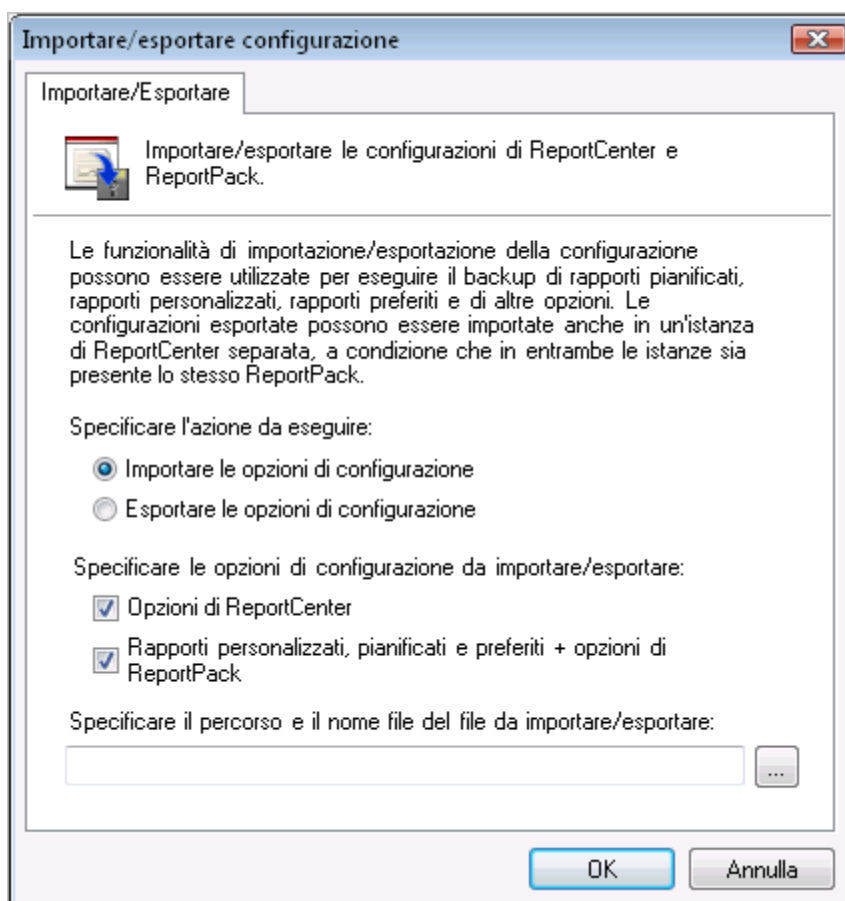 Importare/esportare configurazione
Importare/Esportare
Importare/esportare le configurazioni di ReportCenter e
ReportPack.
Le funzionalità di importazione/esportazione della configurazione
possono essere utilizzate per eseguire il backup di rapporti pianificati,
rapporti personalizzati, rapporti preferiti e di altre opzioni. Le
configurazioni esportate possono essere importate anche in un'istanza
di ReportCenter separata, a condizione che in entrambe le istanze sia
presente lo stesso ReportPack.
Specificare l'azione da eseguire:
Importare le opzioni di configurazione
Esportare le opzioni di configurazione
Specificare le opzioni di configurazione da importare/esportare:
Opzioni di ReportCenter
Rapporti personalizzati, pianificati e preferiti + opzioni di
ReportPack
Specificare il percorso e il nome file del file da importare/esportare:
...
OK
Annulla